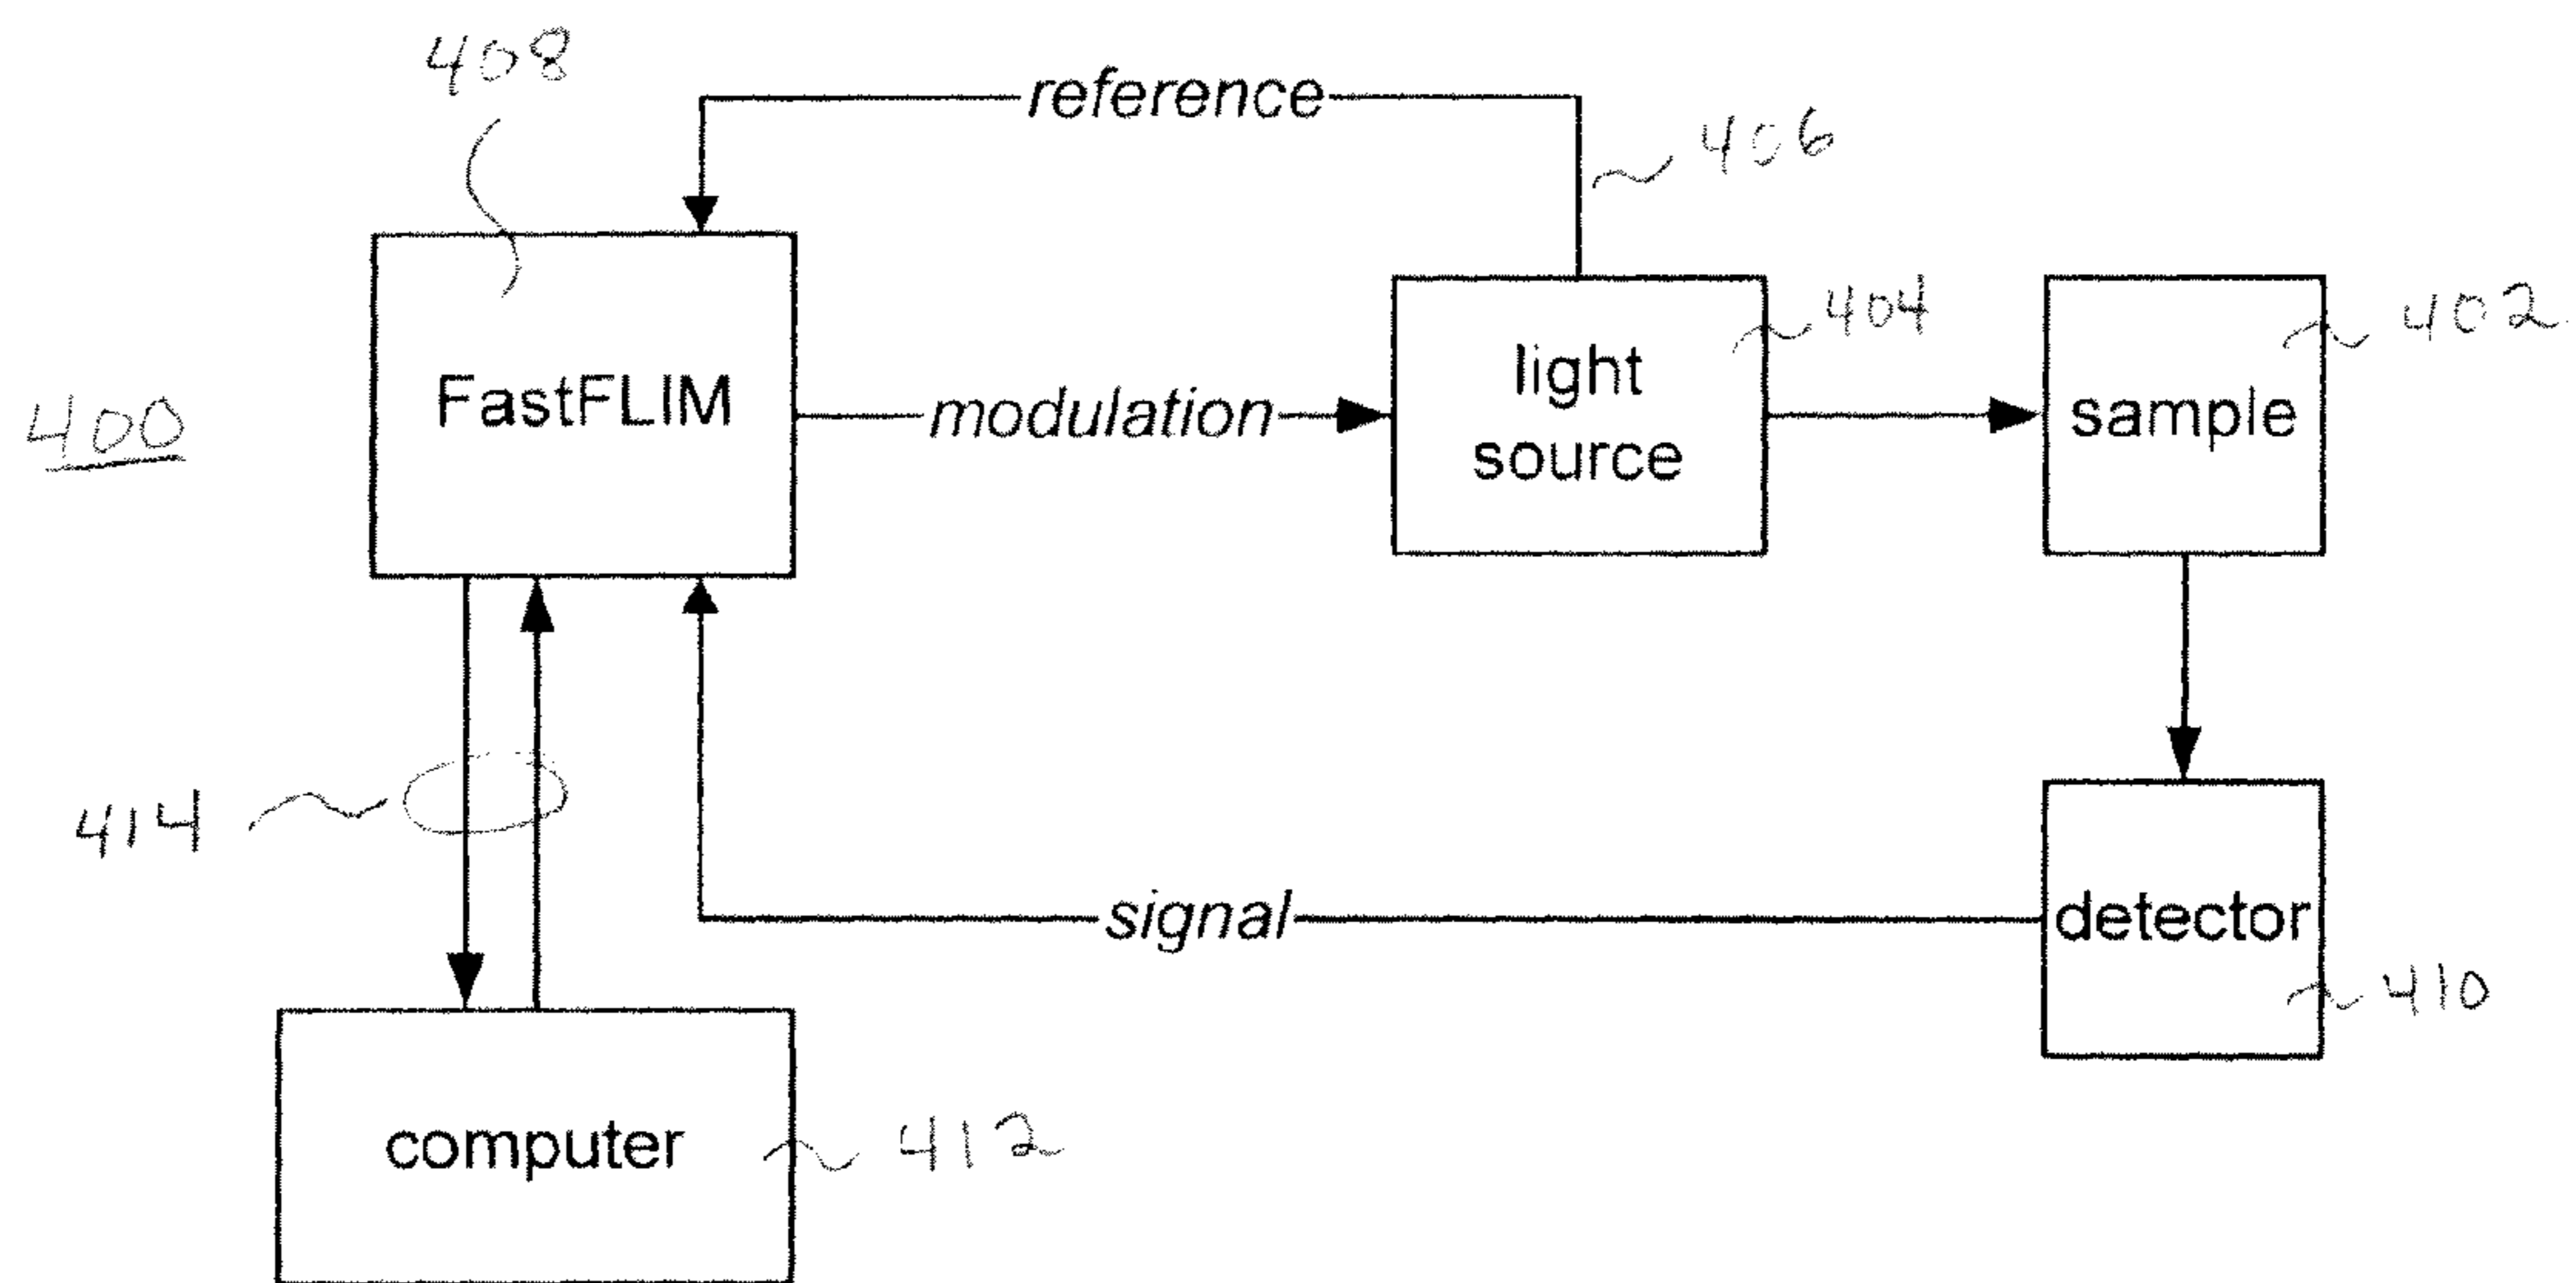 408
reference
406
400
FastFLIM
modulation
light
source
404
sample
402
414
signal
detector
410
computer
412